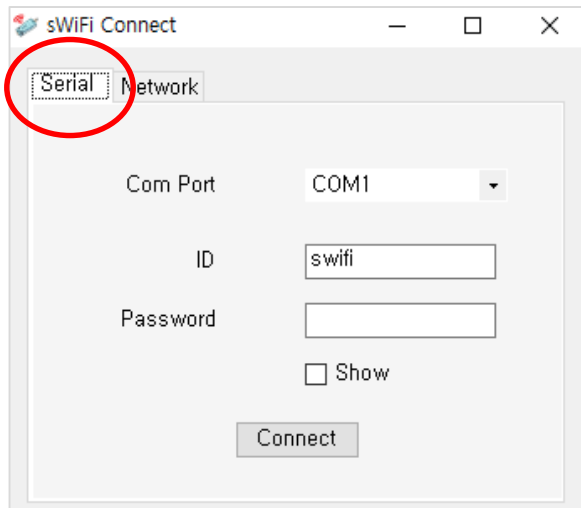 sWiFi Connect
Serial Network
Com Port COM1
ID swifi
Password
Show
Connect